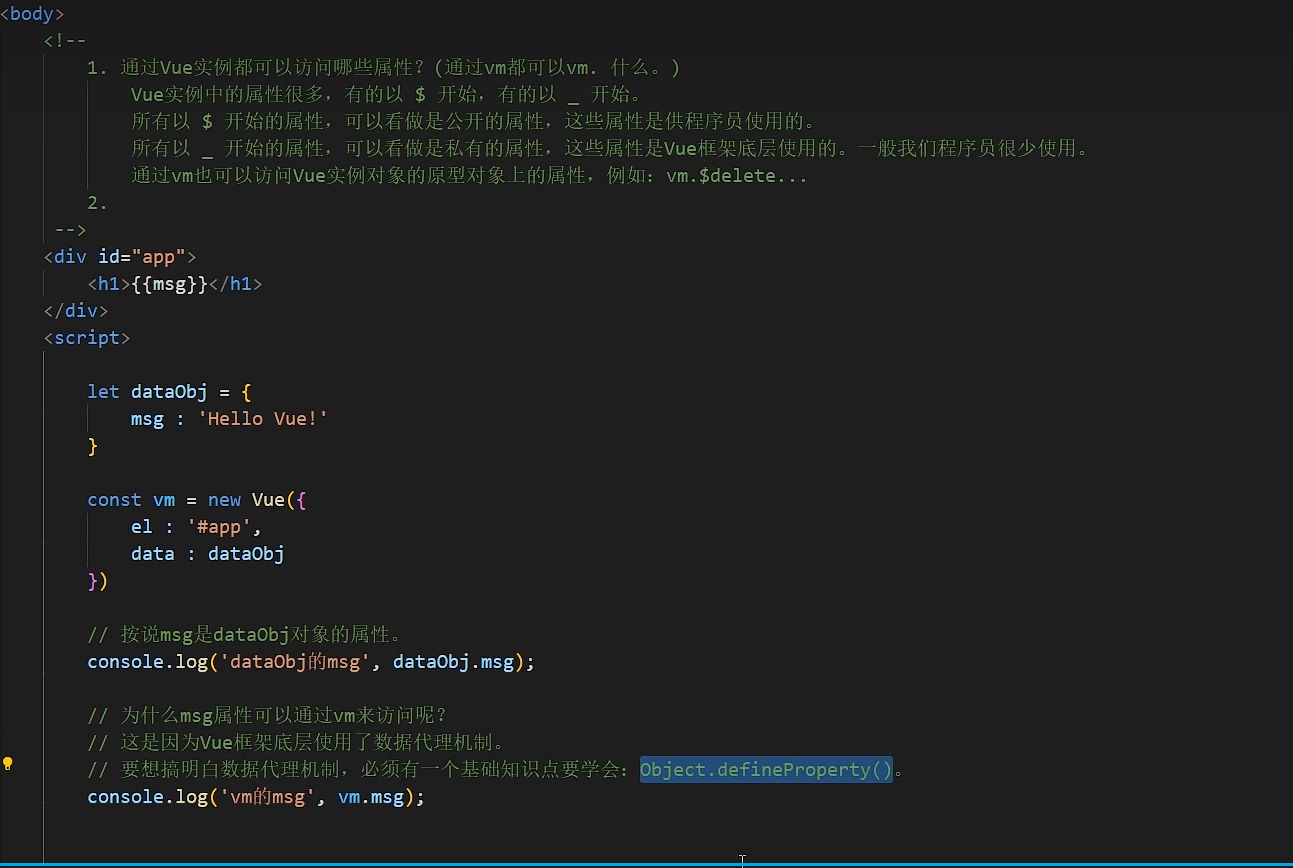 <body>
<!--
1. 通过Vue实例都可以访问哪些属性？(通过vm都可以vm. 什么。)
Vue实例中的属性很多，有的以 $ 开始，有的以 _ 开始。
所有以 $ 开始的属性，可以看做是公开的属性，这些属性是供程序员使用的。
所有以 _ 开始的属性，可以看做是私有的属性，这些属性是Vue框架底层使用的。一般我们程序员很少使用。
通过vm也可以访问Vue实例对象的原型对象上的属性，例如：vm.$delete...
2.
-->
<div id="app">
<h1>{{msg}}</h1>
</div>
<script>
let dataObj = {
msg : 'Hello Vue!'
}
const vm = new Vue({
el : '#app',
data : dataObj
})
// 按说msg是dataObj对象的属性。
console.log('dataObj的msg', dataObj.msg);
// 为什么msg属性可以通过vm来访问呢？
// 这是因为Vue框架底层使用了数据代理机制。
// 要想搞明白数据代理机制，必须有一个基础知识点要学会：Object.defineProperty()。
console.log('vm的msg', vm.msg);